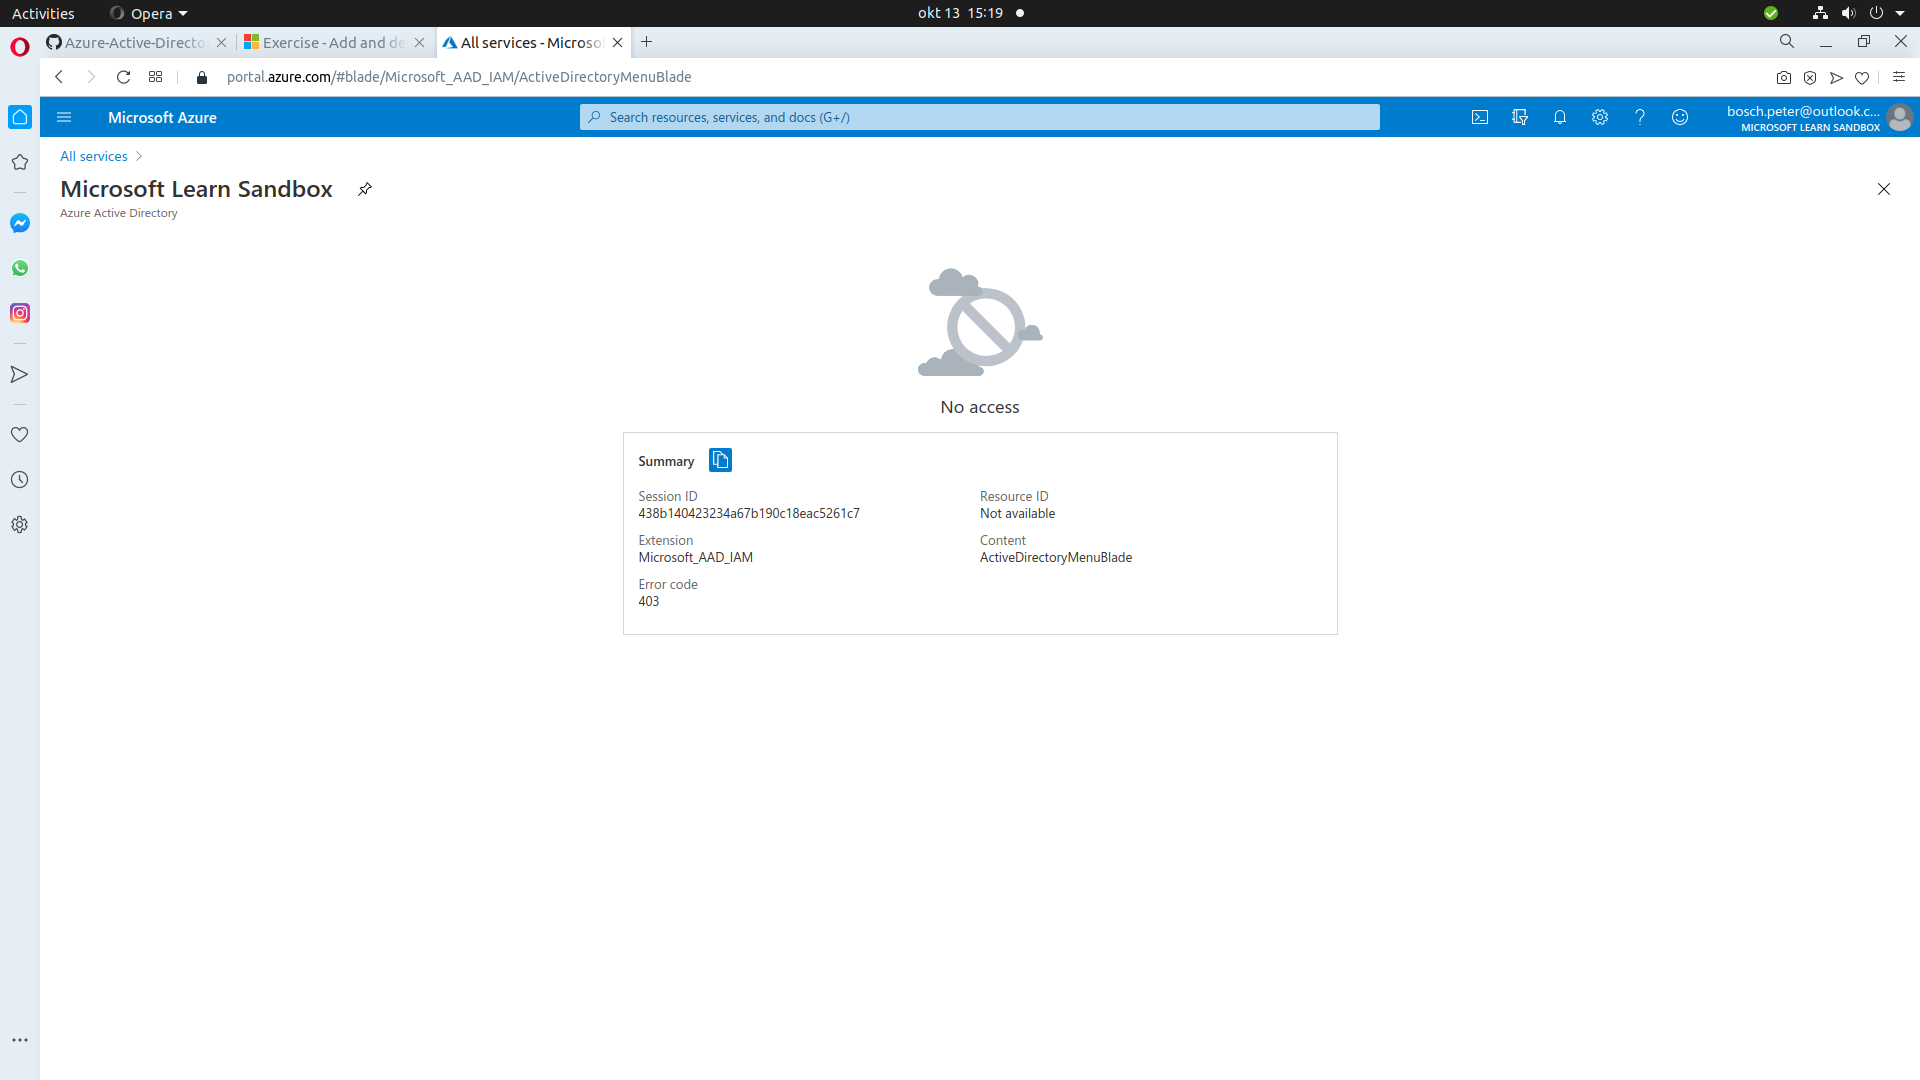 Activities
Opera
okt 13 15:19
Azure-Active-Directo
Exercise - Add and de
All services - Microsof
portal.azure.com/#blade/Microsoft_AAD_IAM/ActiveDirectoryMenuBlade
Microsoft Azure
Search resources, services, and docs (G+/)
bosch.peter@outlook.c...
MICROSOFT LEARN SANDBOX
All services
Microsoft Learn Sandbox
Azure Active Directory
No access
Summary
Session ID
438b140423234a67b190c18eac5261c7
Resource ID
Not available
Extension
Microsoft_AAD_IAM
Content
ActiveDirectoryMenuBlade
Error code
403